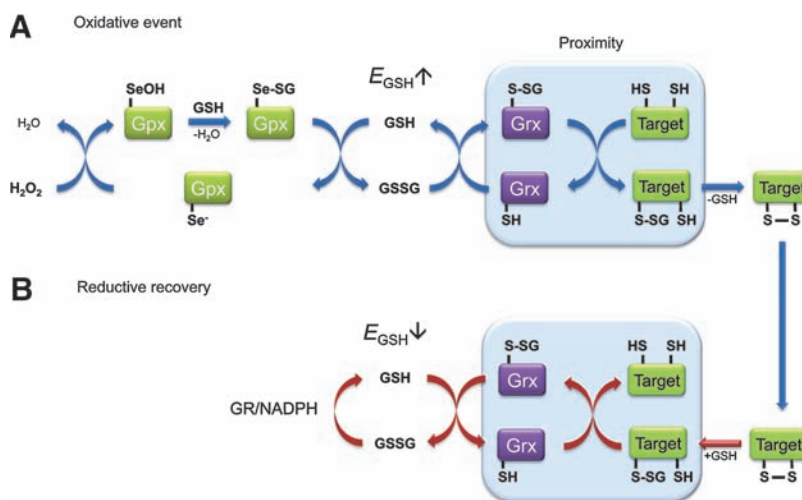 A Oxidative event
Proximity
SeOH
GSH
Se-SG
E_GSH↑
S-SG
HS SH
H₂O
Gpx
-H₂O
Gpx
GSH
Grx
Target
H₂O₂
Gpx
GSSG
Grx
Target
-GSH
Target
Se⁻
SH
S-SG SH
S–S
B Reductive recovery
E_GSH↓
S-SG
HS SH
GSH
Grx
Target
GR/NADPH
GSSG
Grx
Target
+GSH
Target
SH
S-SG SH
S–S